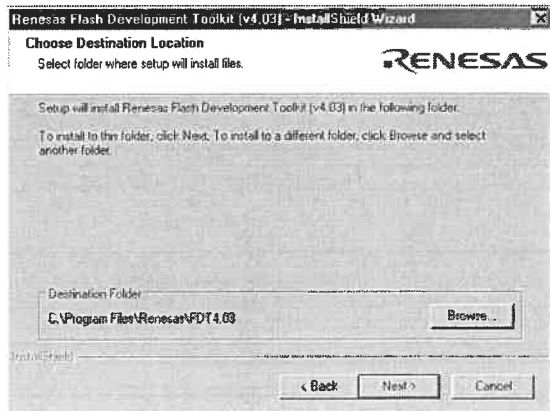 Renesas Flash Development Toolkit (v4.03) - InstallShield Wizard
Choose Destination Location
Select folder where setup will install files.
RENESAS
Setup will install Renesas Flash Development Toolkit (v4.03) in the following folder.
To install to this folder, click Next. To install to a different folder, click Browse and select
another folder.
Destination Folder
C:\Program Files\Renesas\FDT4.03
Browse...
InstallShield
< Back Next > Cancel